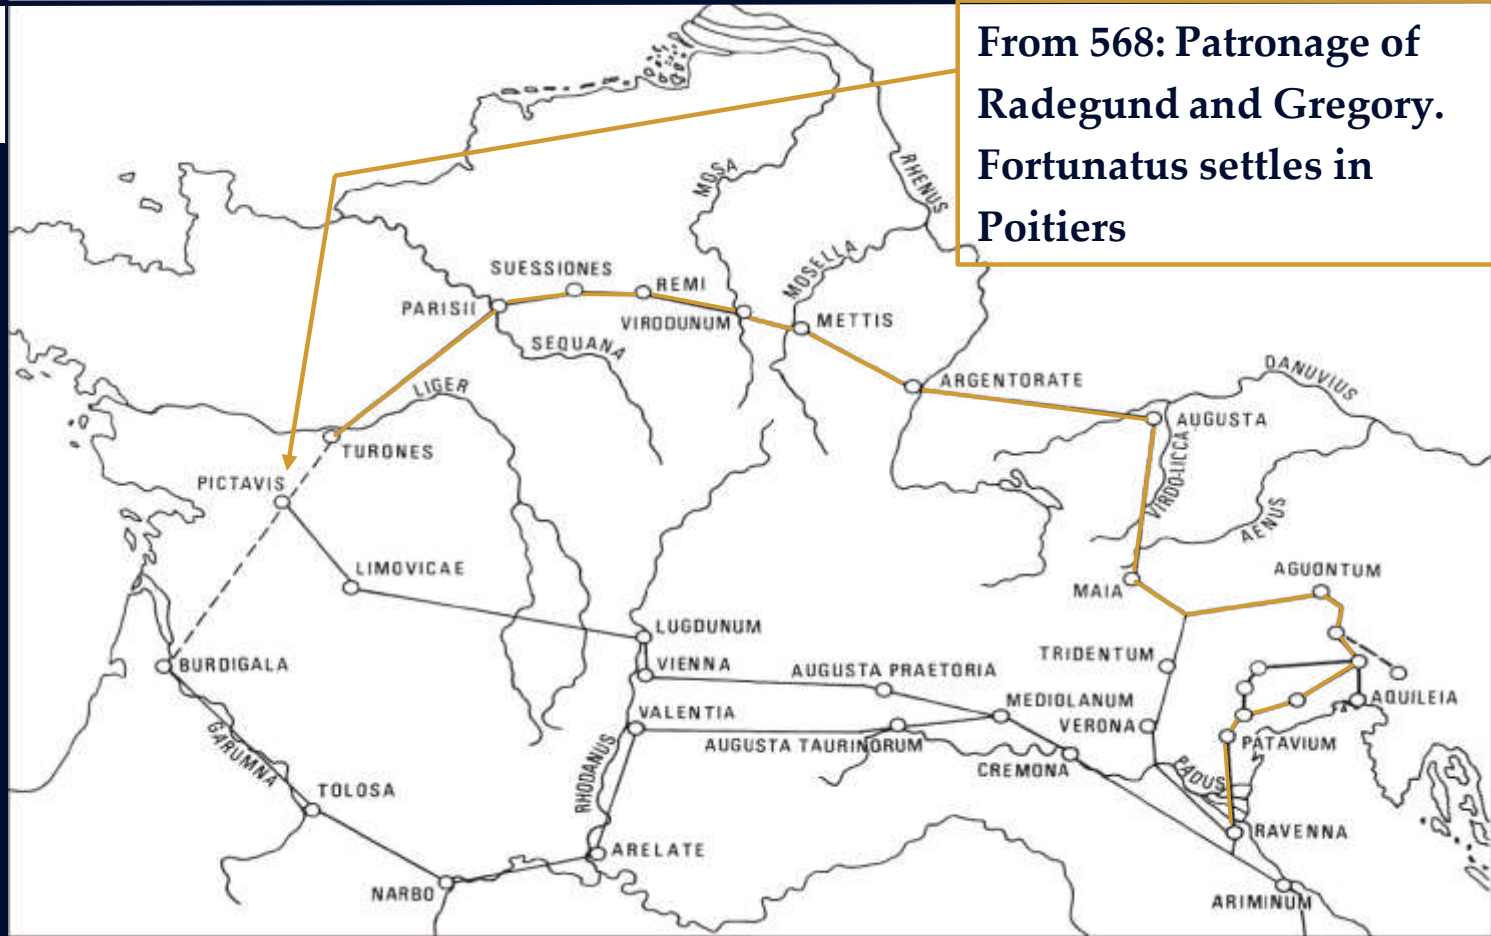 From 568: Patronage of
Radegund and Gregory.
Fortunatus settles in
Poitiers
MOSA
RHENUS
MOSELLA
SUESSIONES
REMI
PARISII
VIRODUNUM
METTIS
SEQUANA
ARGENTORATE
DANUVIUS
LIGER
AUGUSTA
TURONES
VIRDO-LICCA
PICTAVIS
AENUS
LIMOVICAE
MAIA
AGUONTUM
LUGDUNUM
BURDIGALA
VIENNA
AUGUSTA PRAETORIA
TRIDENTUM
MEDIOLANUM
AQUILEIA
VALENTIA
VERONA
AUGUSTA TAURINORUM
PATAVIUM
GARUMNA
CREMONA
PADUS
RHODANUS
TOLOSA
RAVENNA
ARELATE
NARBO
ARIMINUM